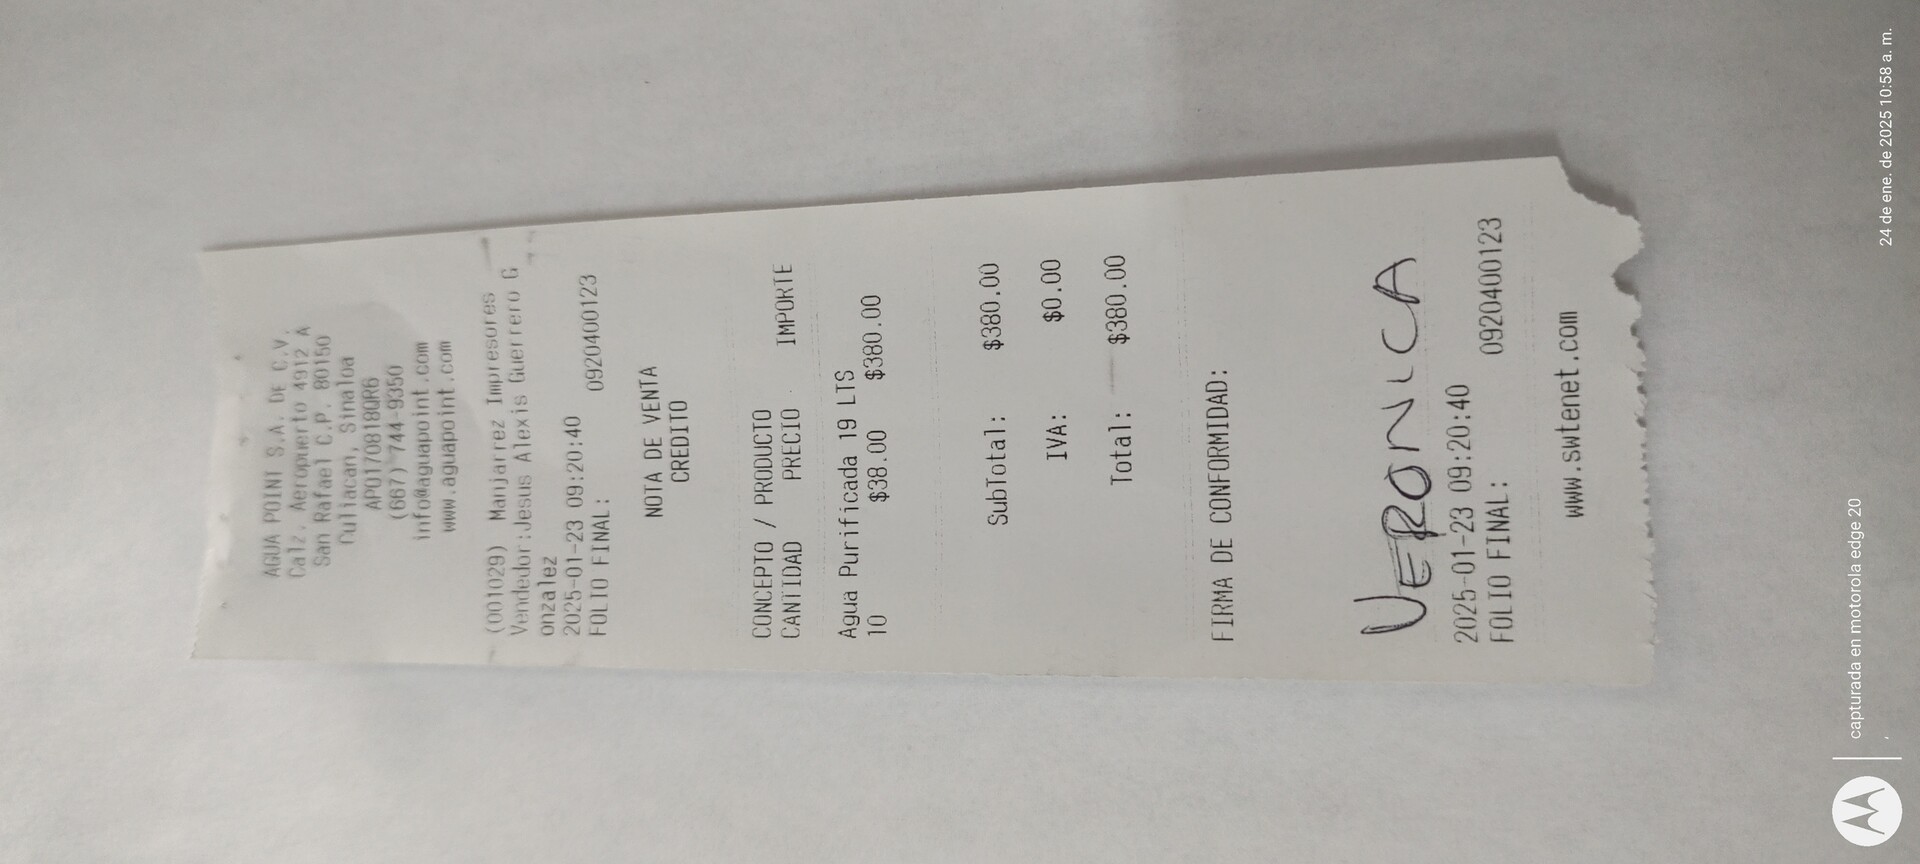 AGUA POINT S.A. DE C.V.
Calz. Aeropuerto 4912 A
San Rafael C.P. 80150
Culiacan, Sinaloa
APO170818QR6
(667) 744-9350
info@aguapoint.com
www.aguapoint.com
(001029) Manjarrez Impresores
Vendedor:Jesus Alexis Guerrero G
onzalez
2025-01-23 09:20:40
FOLIO FINAL: 0920400123
NOTA DE VENTA
CREDITO
CONCEPTO / PRODUCTO
CANTIDAD PRECIO IMPORTE
Agua Purificada 19 LTS
10 $38.00 $380.00
SubTotal: $380.00
IVA: $0.00
Total: $380.00
FIRMA DE CONFORMIDAD:
VERONICA
2025-01-23 09:20:40
FOLIO FINAL: 0920400123
www.swtenet.com
capturada en motorola edge 20
24 de ene. de 2025 10:58 a. m.